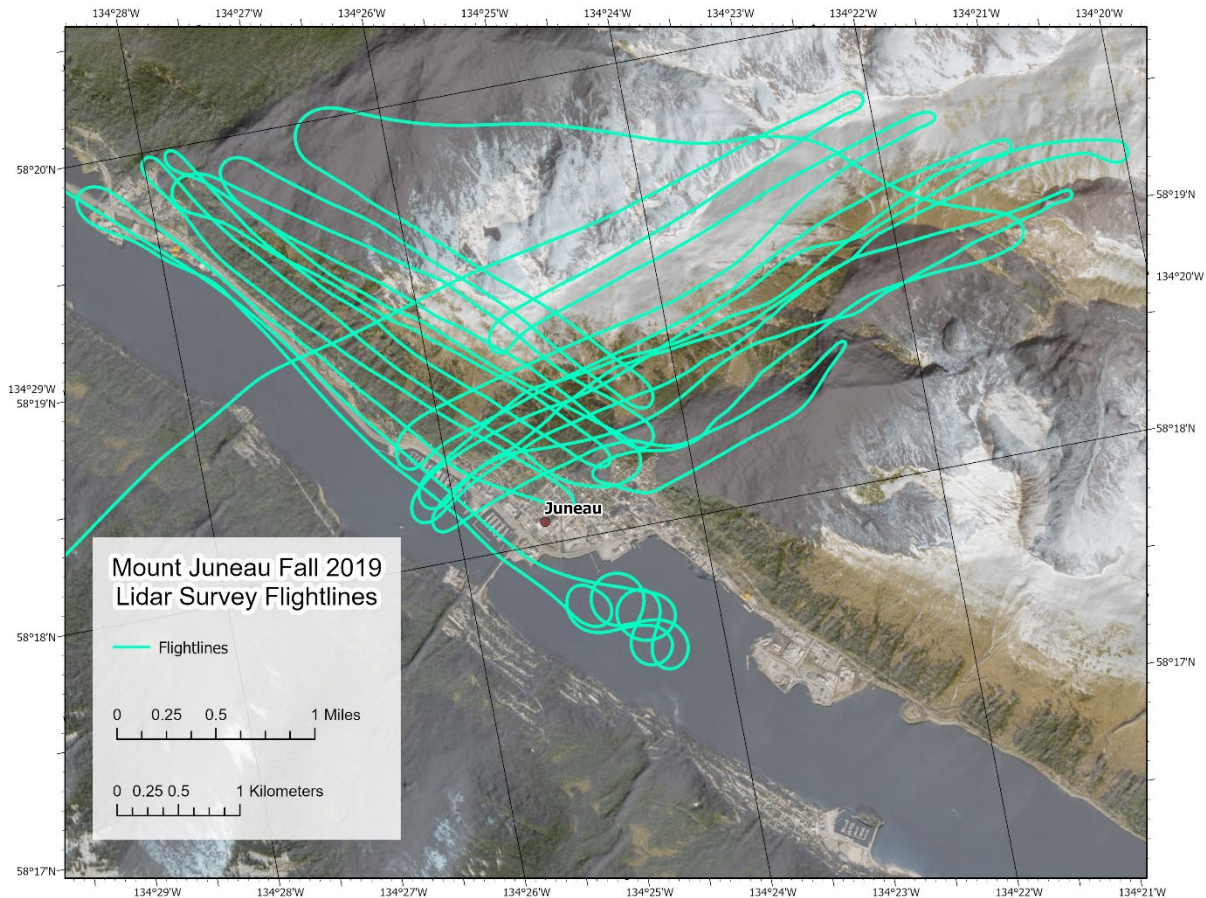 134°28'W 134°26'W 134°25'W 134°24'W 134°23'W 134°22'W 134°21'W 134°20'W
58°20'N
58°19'N
134°20'W
134°29'W
58°19'N
58°18'N
Juneau
Mount Juneau Fall 2019
Lidar Survey Flightlines
Flightlines
58°18'N
58°17'N
0 0.25 0.5 1 Miles
0 0.25 0.5 1 Kilometers
58°17'N
134°29'W 134°28'W 134°27'W 134°26'W 134°25'W 134°24'W 134°23'W 134°22'W 134°21'W